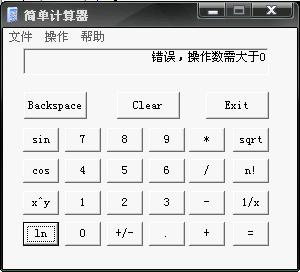 简单计算器
文件 操作 帮助
错误，操作数需大于0
Backspace Clear Exit
sin 7 8 9 * sqrt
cos 4 5 6 / n!
x^y 1 2 3 - 1/x
ln 0 +/- . + =